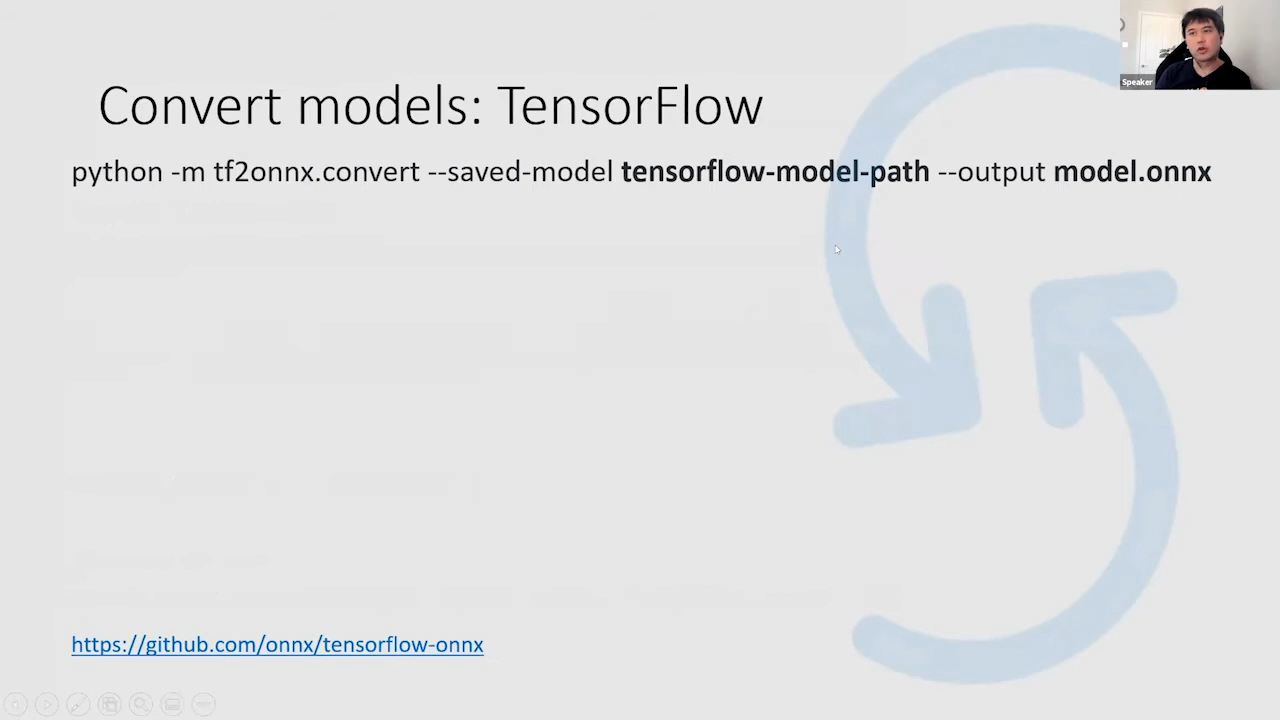 Speaker
Convert models: TensorFlow
python -m tf2onnx.convert --saved-model tensorflow-model-path --output model.onnx
https://github.com/onnx/tensorflow-onnx